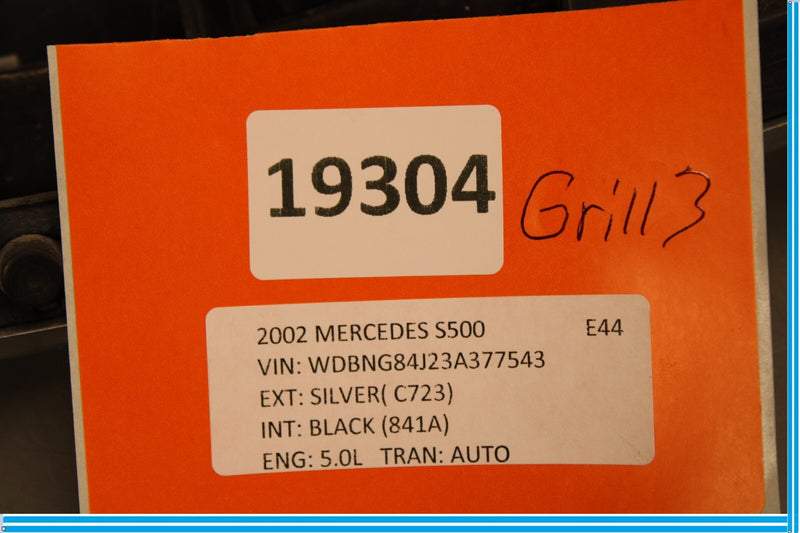 19304
Grill 3
2002 MERCEDES S500 E44
VIN: WDBNG84J23A377543
EXT: SILVER( C723)
INT: BLACK (841A)
ENG: 5.0L TRAN: AUTO